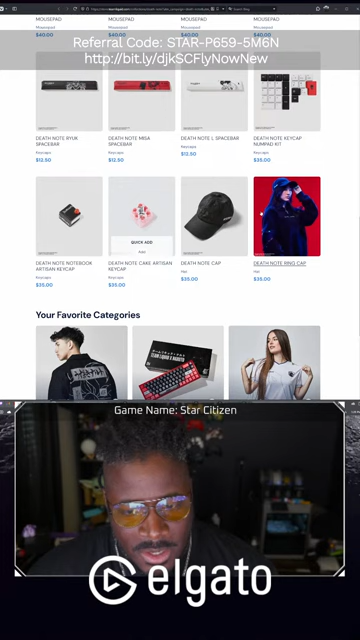 MOUSEPAD
MOUSEPAD
MOUSEPAD
MOUSEPAD
Mousepad
Mousepad
Mousepad
Mousepad
$40.00
$40.00
$40.00
$40.00
Referral Code: STAR-P659-5M6N
http://bit.ly/djkSCFlyNowNew
DEATH NOTE RYUK SPACEBAR
Keycaps
$12.50
DEATH NOTE MISA SPACEBAR
Keycaps
$12.50
DEATH NOTE L SPACEBAR
Keycaps
$12.50
DEATH NOTE KEYCAP NUMPAD KIT
Keycaps
$35.00
QUICK ADD
DEATH NOTE NOTEBOOK ARTISAN KEYCAP
Keycaps
$35.00
DEATH NOTE CAKE ARTISAN KEYCAP
Keycaps
$35.00
DEATH NOTE CAP
Hat
$35.00
DEATH NOTE RING CAP
Hat
$35.00
Your Favorite Categories
Game Name: Star Citizen
elgato